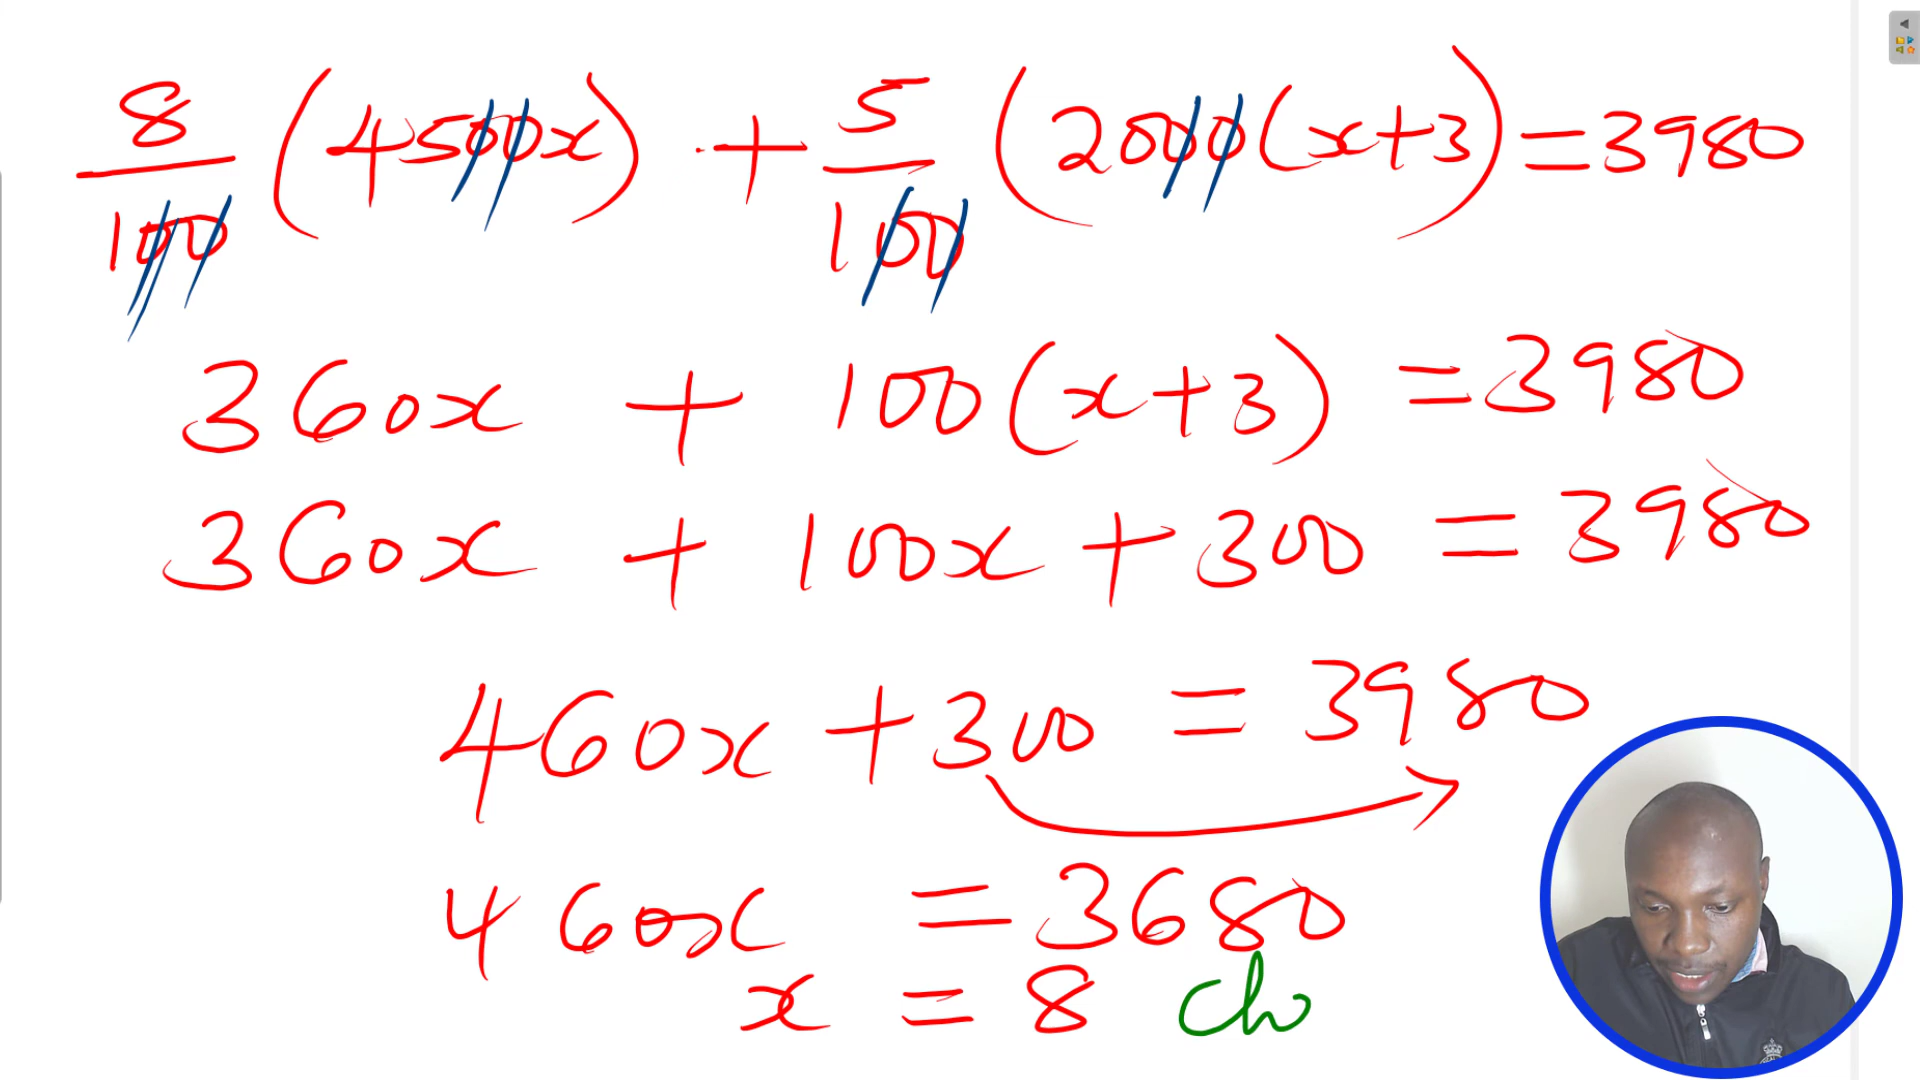 8/100 (4500x) + 5/100 (2000(x+3) = 3980
360x + 100(x+3) = 3980
360x + 100x + 300 = 3980
460x + 300 = 3980
460x = 3680
x = 8 cho